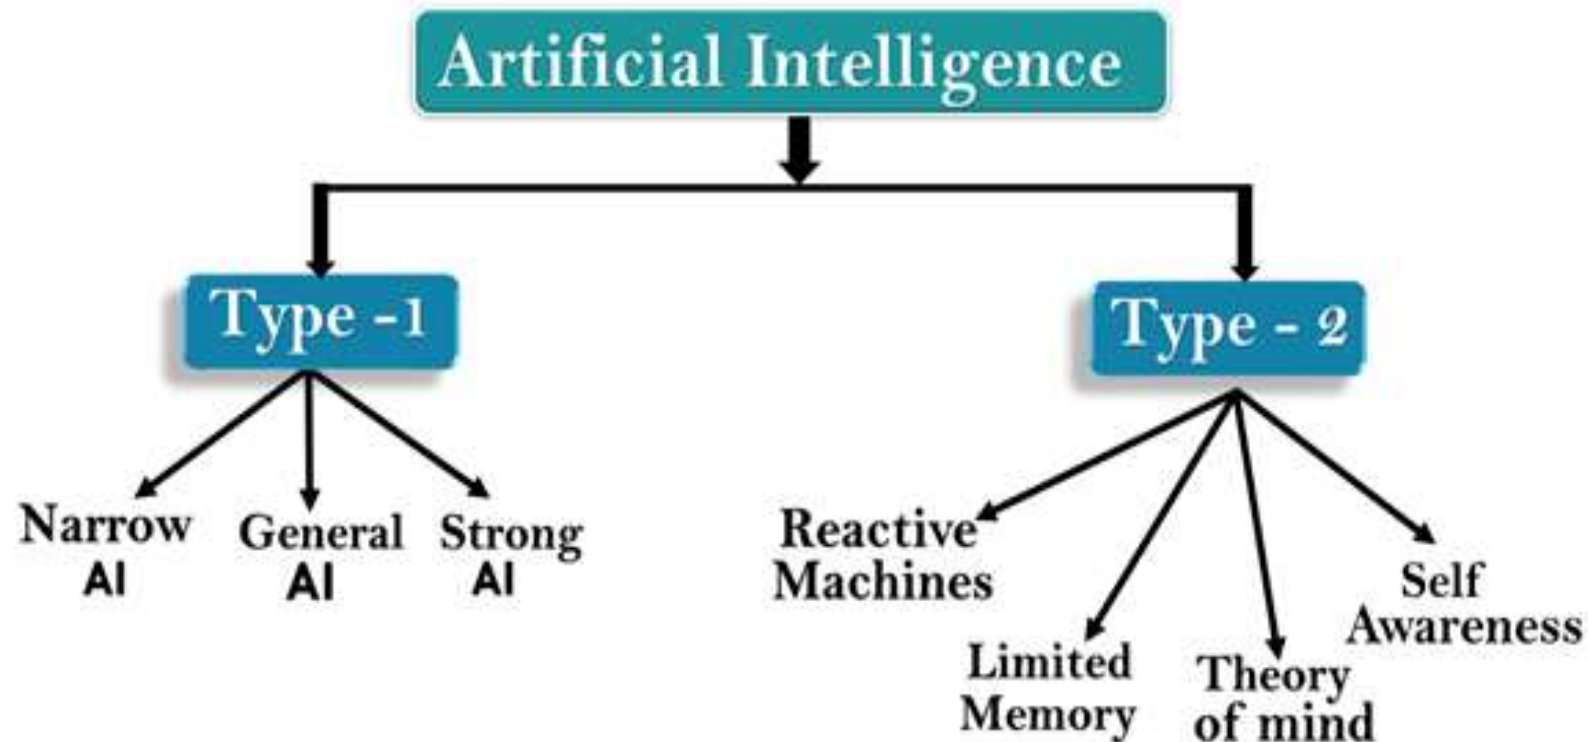 Artificial Intelligence
Type -1
Type - 2
Narrow
AI
General
AI
Strong
AI
Reactive
Machines
Limited
Memory
Theory
of mind
Self
Awareness